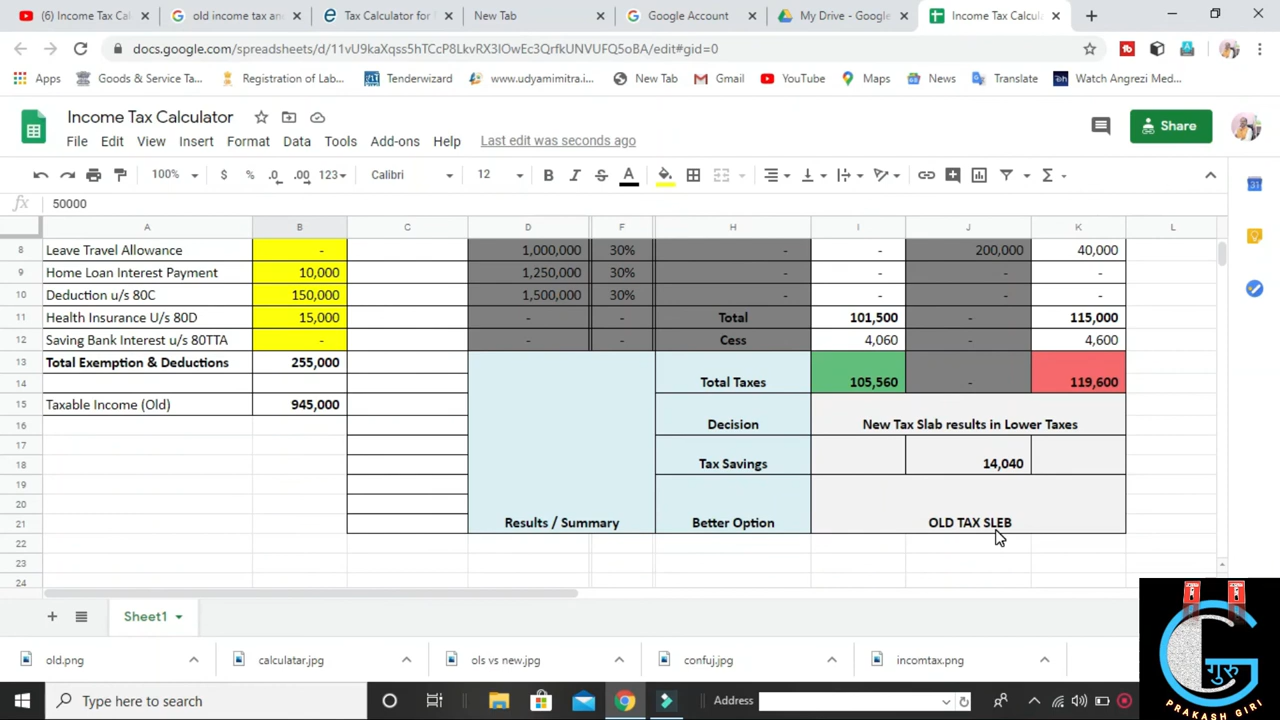 (6) Income Tax Calcul
old income tax an
Tax Calculator for
New Tab
Google Account
My Drive - Google
Income Tax Calcula
docs.google.com/spreadsheets/d/11vU9kaXqss5hTCcP8LkvRX3IOwEc3QrfkUNVUFQ5oBA/edit#gid=0
Apps
Goods & Service Ta...
Registration of Lab...
Tenderwizard
www.udyamimitra.i...
New Tab
Gmail
YouTube
Maps
News
Translate
Watch Angrezi Med...
Income Tax Calculator
Share
File Edit View Insert Format Data Tools Add-ons Help Last edit was seconds ago
100% $ % .0 .00 123 Calibri 12 B I S A
fx 50000
A B C D F H I J K L
8 Leave Travel Allowance - 1,000,000 30% - - 200,000 40,000
9 Home Loan Interest Payment 10,000 1,250,000 30% - - - -
10 Deduction u/s 80C 150,000 1,500,000 30% - - - -
11 Health Insurance U/s 80D 15,000 - - Total 101,500 - 115,000
12 Saving Bank Interest u/s 80TTA - - - Cess 4,060 - 4,600
13 Total Exemption & Deductions 255,000
14 Total Taxes 105,560 - 119,600
15 Taxable Income (Old) 945,000
16 Decision New Tax Slab results in Lower Taxes
17
18 Tax Savings 14,040
19
20
21 Results / Summary Better Option OLD TAX SLEB
22
23
24
Sheet1
old.png
calculatar.jpg
ols vs new.jpg
confuj.jpg
incomtax.png
Type here to search
Address
G
गुरु
PRAKASH GIRI